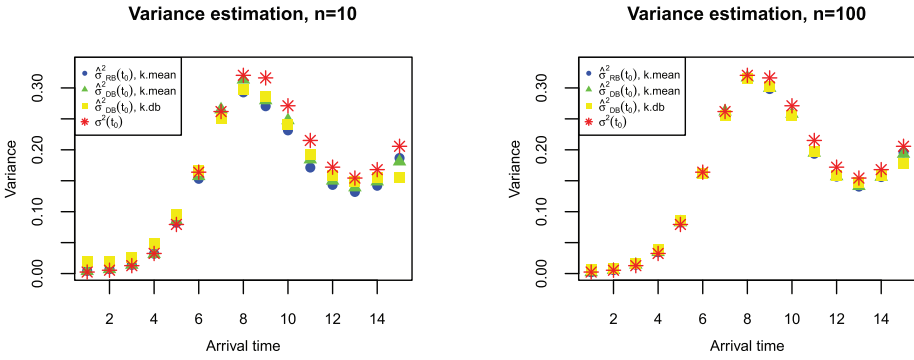 Variance estimation, n=10
σ̂²RB(t₀), k.mean
σ̂²DB(t₀), k.mean
σ̂²DB(t₀), k.db
σ²(t₀)
Variance
0.00 0.10 0.20 0.30
2 4 6 8 10 12 14
Arrival time
Variance estimation, n=100
σ̂²RB(t₀), k.mean
σ̂²DB(t₀), k.mean
σ̂²DB(t₀), k.db
σ²(t₀)
Variance
0.00 0.10 0.20 0.30
2 4 6 8 10 12 14
Arrival time